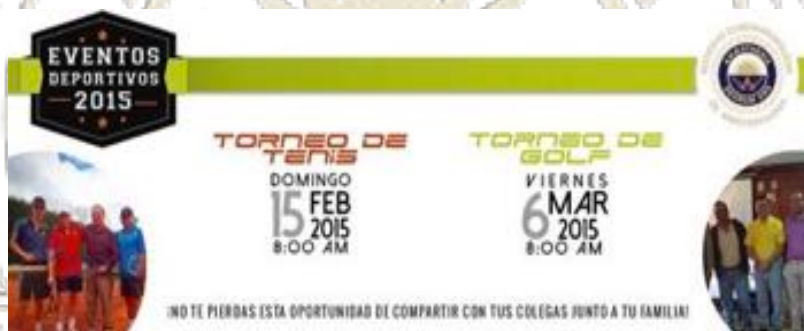 EVENTOS
DEPORTIVOS
2015
TORNEO DE
TENIS
DOMINGO
15 FEB
2015
8:00 AM
TORNEO DE
GOLF
VIERNES
6 MAR
2015
8:00 AM
¡NO TE PIERDAS ESTA OPORTUNIDAD DE COMPARTIR CON TUS COLEGAS JUNTO A TU FAMILIA!